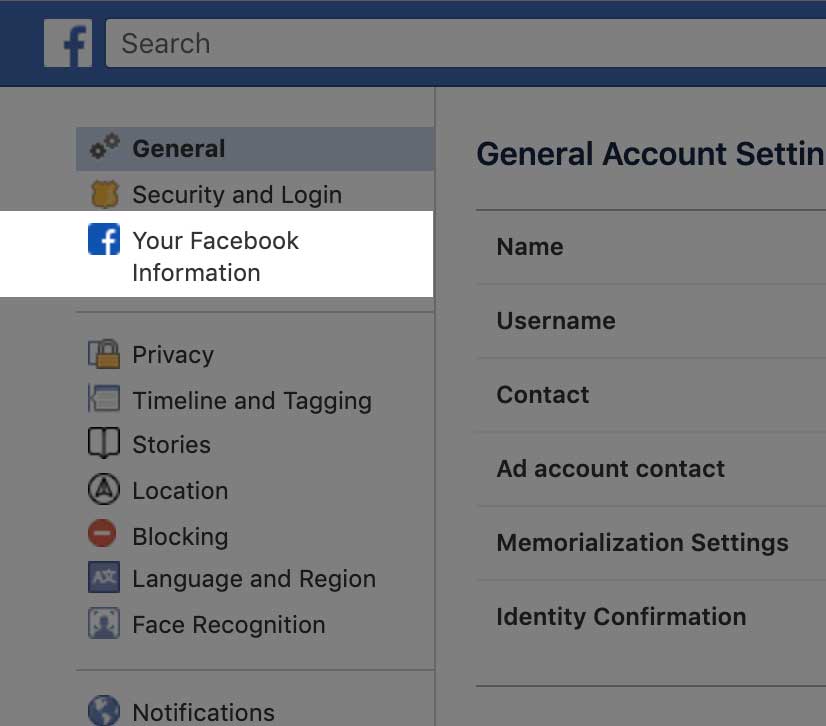 Search
General
Security and Login
Your Facebook
Information
Privacy
Timeline and Tagging
Stories
Location
Blocking
Language and Region
Face Recognition
Notifications
General Account Settin
Name
Username
Contact
Ad account contact
Memorialization Settings
Identity Confirmation